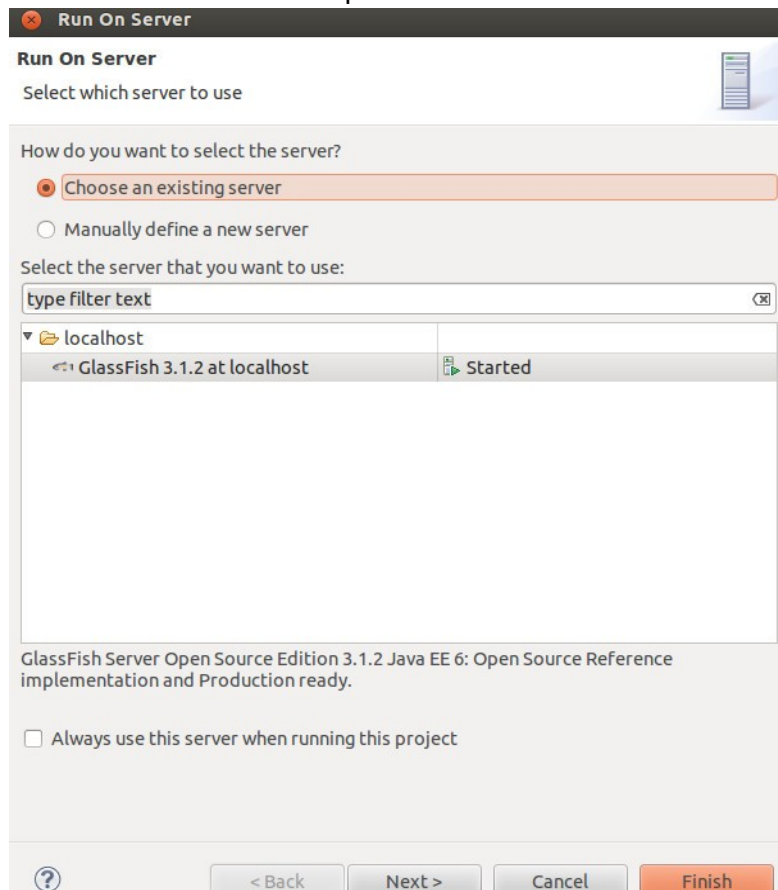 Run On Server
Run On Server
Select which server to use
How do you want to select the server?
Choose an existing server
Manually define a new server
Select the server that you want to use:
type filter text
localhost
GlassFish 3.1.2 at localhost Started
GlassFish Server Open Source Edition 3.1.2 Java EE 6: Open Source Reference
implementation and Production ready.
Always use this server when running this project
? < Back Next > Cancel Finish